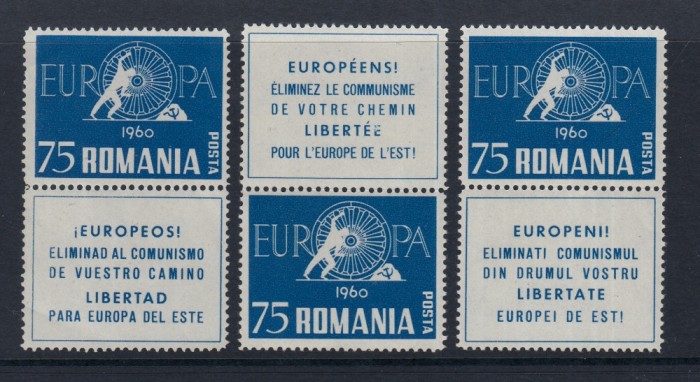 EUROPA
1960
75 ROMANIA
POSTA
¡EUROPEOS!
ELIMINAD AL COMUNISMO
DE VUESTRO CAMINO
LIBERTAD
PARA EUROPA DEL ESTE
EUROPÉENS!
ÉLIMINEZ LE COMMUNISME
DE VOTRE CHEMIN
LIBERTÉE
POUR L'EUROPE DE L'EST!
EUROPA
1960
75 ROMANIA
POSTA
EUROPA
1960
75 ROMANIA
POSTA
EUROPENI!
ELIMINATI COMUNISMUL
DIN DRUMUL VOSTRU
LIBERTATE
EUROPEI DE EST!